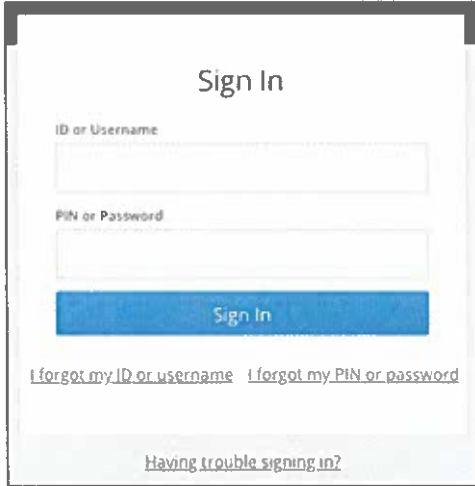 Sign In
ID or Username
PIN or Password
Sign In
I forgot my ID or username I forgot my PIN or password
Having trouble signing in?